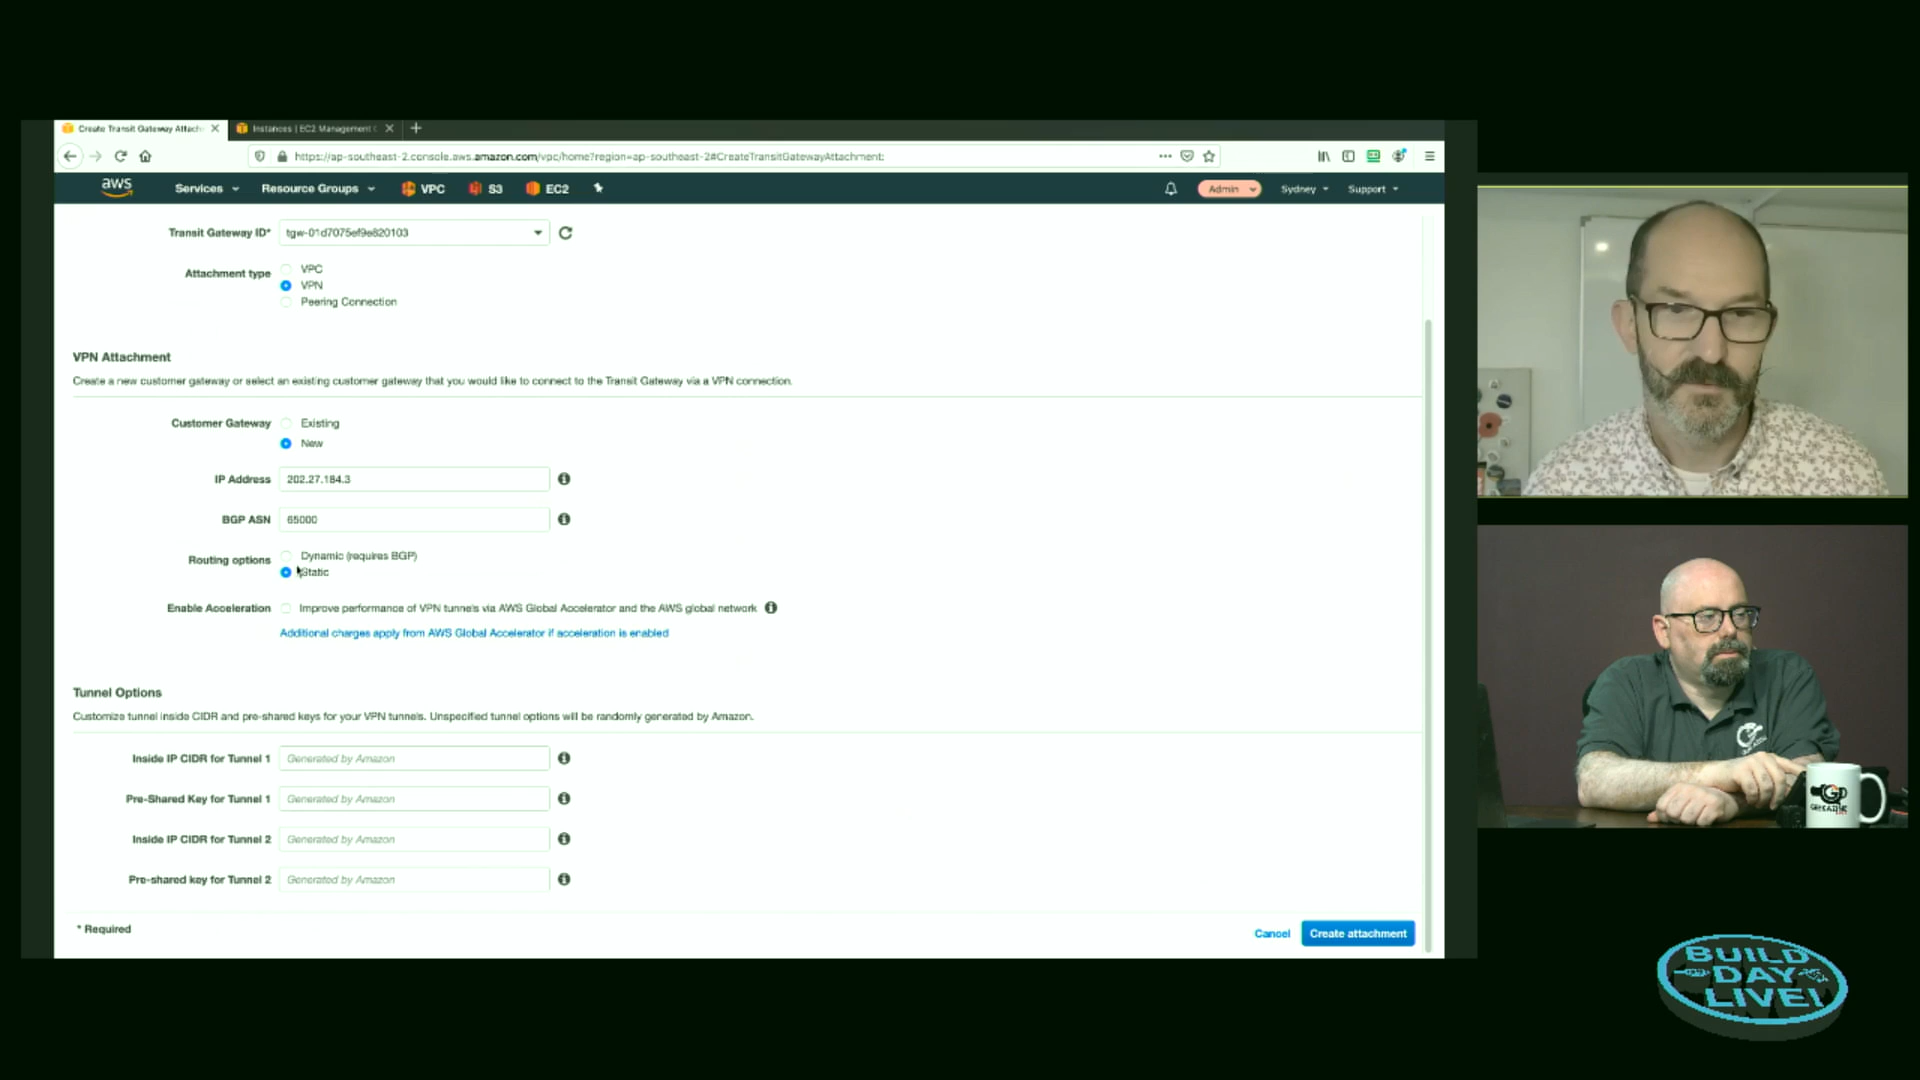 Create Transit Gateway Attach
Instances | EC2 Management C
https://ap-southeast-2.console.aws.amazon.com/vpc/home?region=ap-southeast-2#CreateTransitGatewayAttachment:
aws
Services
Resource Groups
VPC
S3
EC2
Admin
Sydney
Support
Transit Gateway ID*
tgw-01d7075ef9e820103
Attachment type
VPC
VPN
Peering Connection
VPN Attachment
Create a new customer gateway or select an existing customer gateway that you would like to connect to the Transit Gateway via a VPN connection.
Customer Gateway
Existing
New
IP Address
202.27.184.3
BGP ASN
65000
Routing options
Dynamic (requires BGP)
Static
Enable Acceleration
Improve performance of VPN tunnels via AWS Global Accelerator and the AWS global network
Additional charges apply from AWS Global Accelerator if acceleration is enabled
Tunnel Options
Customize tunnel inside CIDR and pre-shared keys for your VPN tunnels. Unspecified tunnel options will be randomly generated by Amazon.
Inside IP CIDR for Tunnel 1
Generated by Amazon
Pre-Shared Key for Tunnel 1
Generated by Amazon
Inside IP CIDR for Tunnel 2
Generated by Amazon
Pre-shared key for Tunnel 2
Generated by Amazon
* Required
Cancel
Create attachment
BUILD
DAY
LIVE!